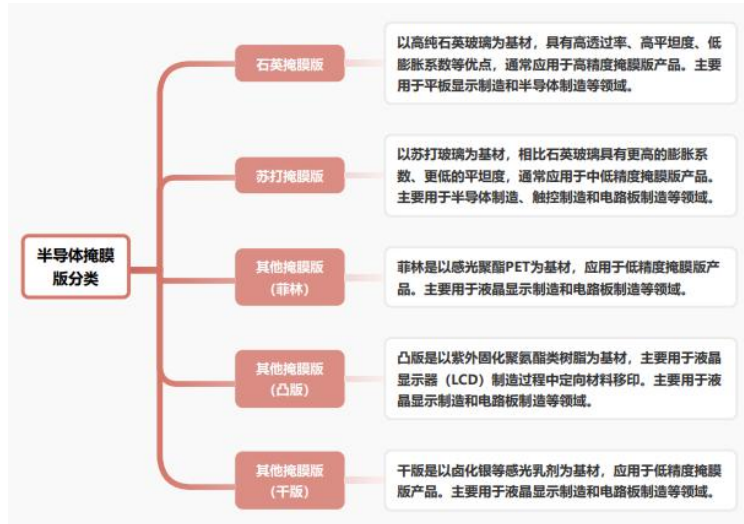 半导体掩膜
版分类
石英掩膜版
以高纯石英玻璃为基材，具有高透过率、高平坦度、低
膨胀系数等优点，通常应用于高精度掩膜版产品。主要
用于平板显示制造和半导体制造等领域。
苏打掩膜版
以苏打玻璃为基材，相比石英玻璃具有更高的膨胀系
数、更低的平坦度，通常应用于中低精度掩膜版产品。
主要用于半导体制造、触控制造和电路板制造等领域。
其他掩膜版
（菲林）
菲林是以感光聚酯PET为基材，应用于低精度掩膜版产
品。主要用于液晶显示制造和电路板制造等领域。
其他掩膜版
（凸版）
凸版是以紫外固化聚氨酯类树脂为基材，主要用于液晶
显示器（LCD）制造过程中定向材料移印。主要用于液
晶显示制造和电路板制造等领域。
其他掩膜版
（干版）
干版是以卤化银等感光乳剂为基材，应用于低精度掩膜
版产品。主要用于液晶显示制造和电路板制造等领域。